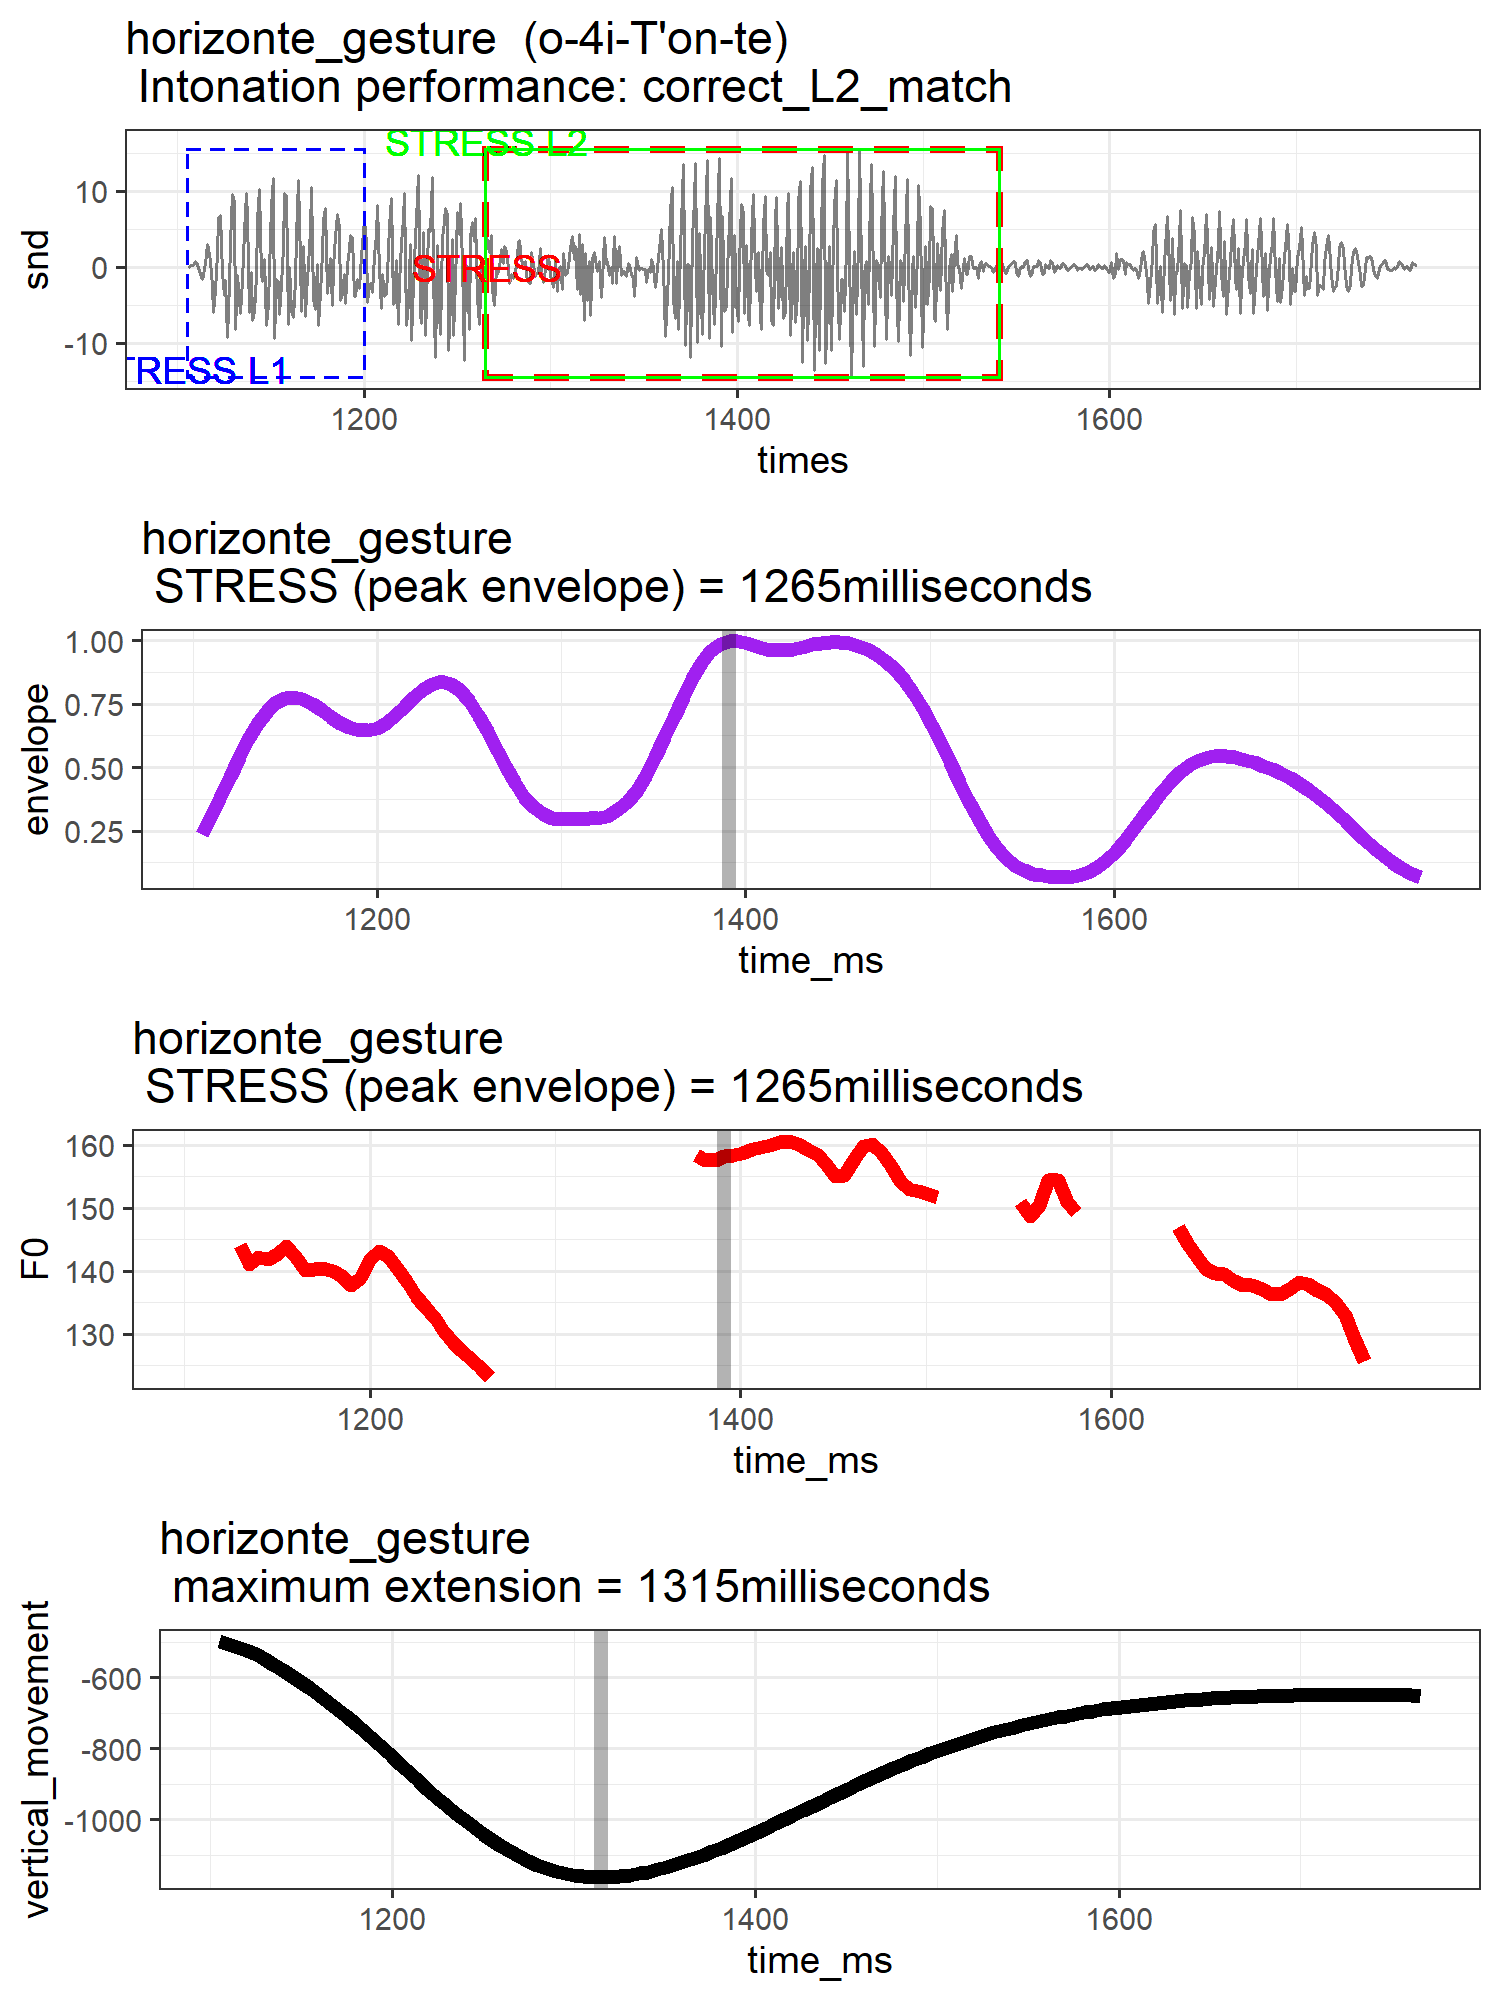 horizonte_gesture  (o-4i-T'on-te)
Intonation performance: correct_L2_match
STRESS L2
STRESS
TRESS L1
snd
10
0
-10
1200
1400
1600
times
horizonte_gesture
STRESS (peak envelope) = 1265milliseconds
envelope
1.00
0.75
0.50
0.25
1200
1400
1600
time_ms
horizonte_gesture
STRESS (peak envelope) = 1265milliseconds
F0
160
150
140
130
1200
1400
1600
time_ms
horizonte_gesture
maximum extension = 1315milliseconds
vertical_movement
-600
-800
-1000
1200
1400
1600
time_ms